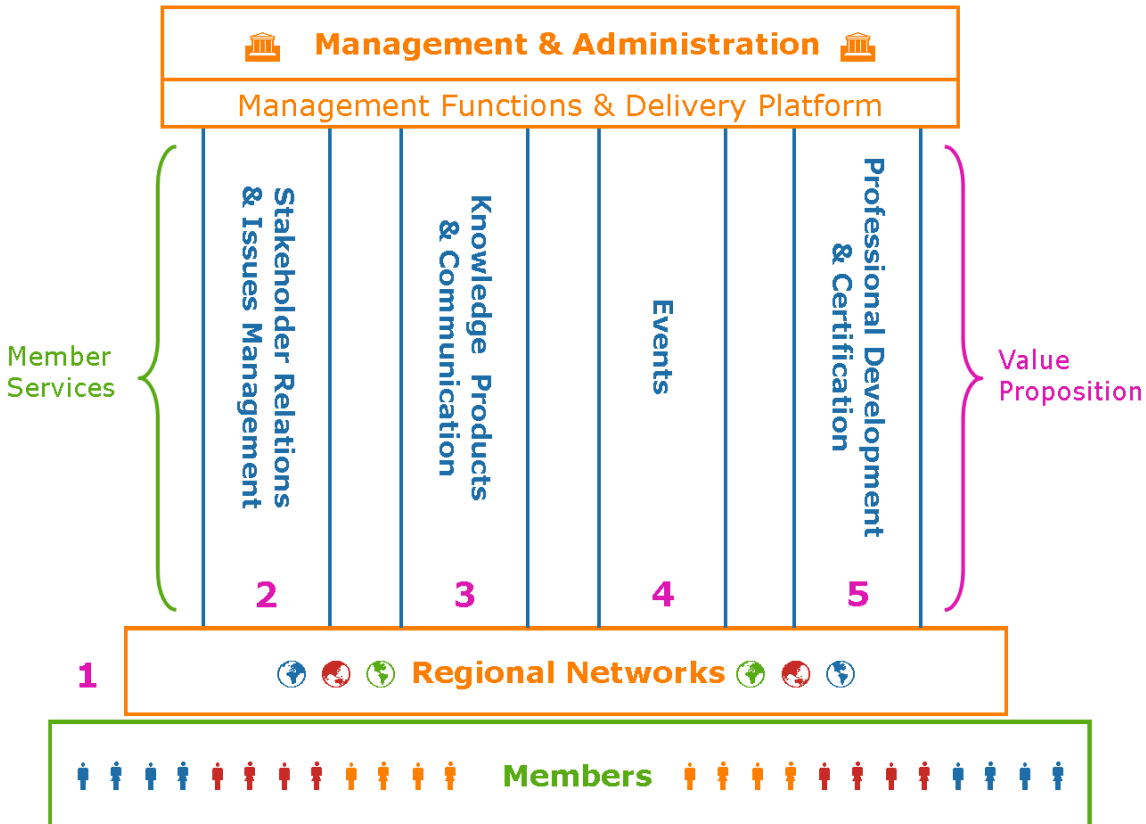 Management & Administration
Management Functions & Delivery Platform
Member
Services
Stakeholder Relations
& Issues Management
Knowledge Products
& Communication
Events
Professional Development
& Certification
Value
Proposition
2
3
4
5
1
Regional Networks
Members